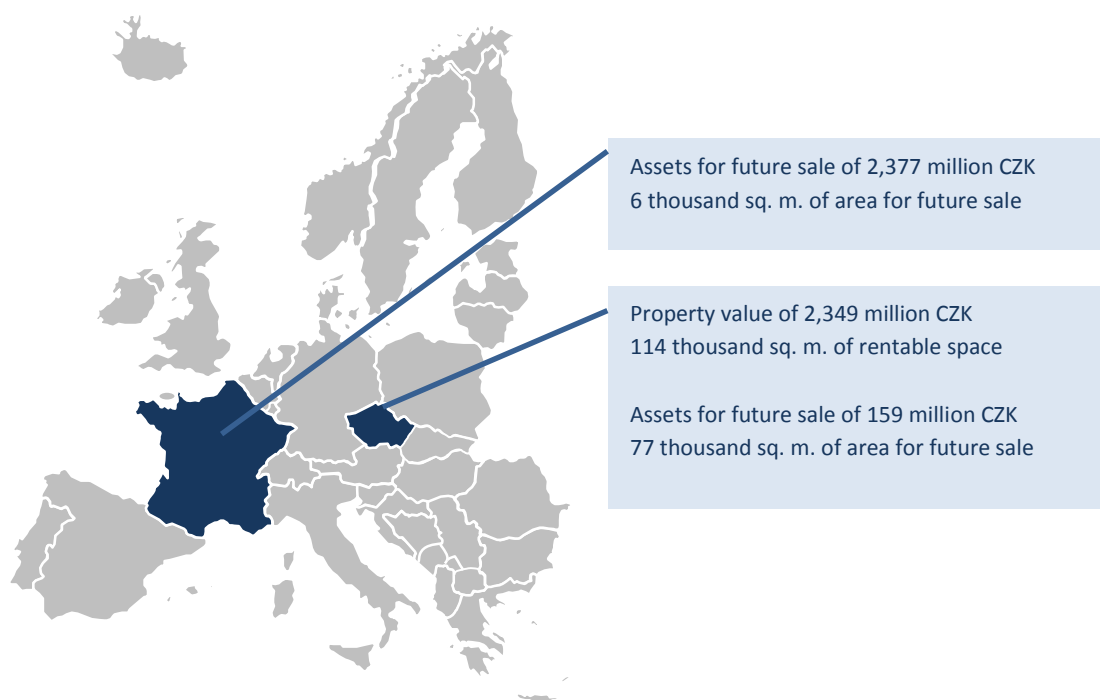 Assets for future sale of 2,377 million CZK
6 thousand sq. m. of area for future sale
Property value of 2,349 million CZK
114 thousand sq. m. of rentable space
Assets for future sale of 159 million CZK
77 thousand sq. m. of area for future sale